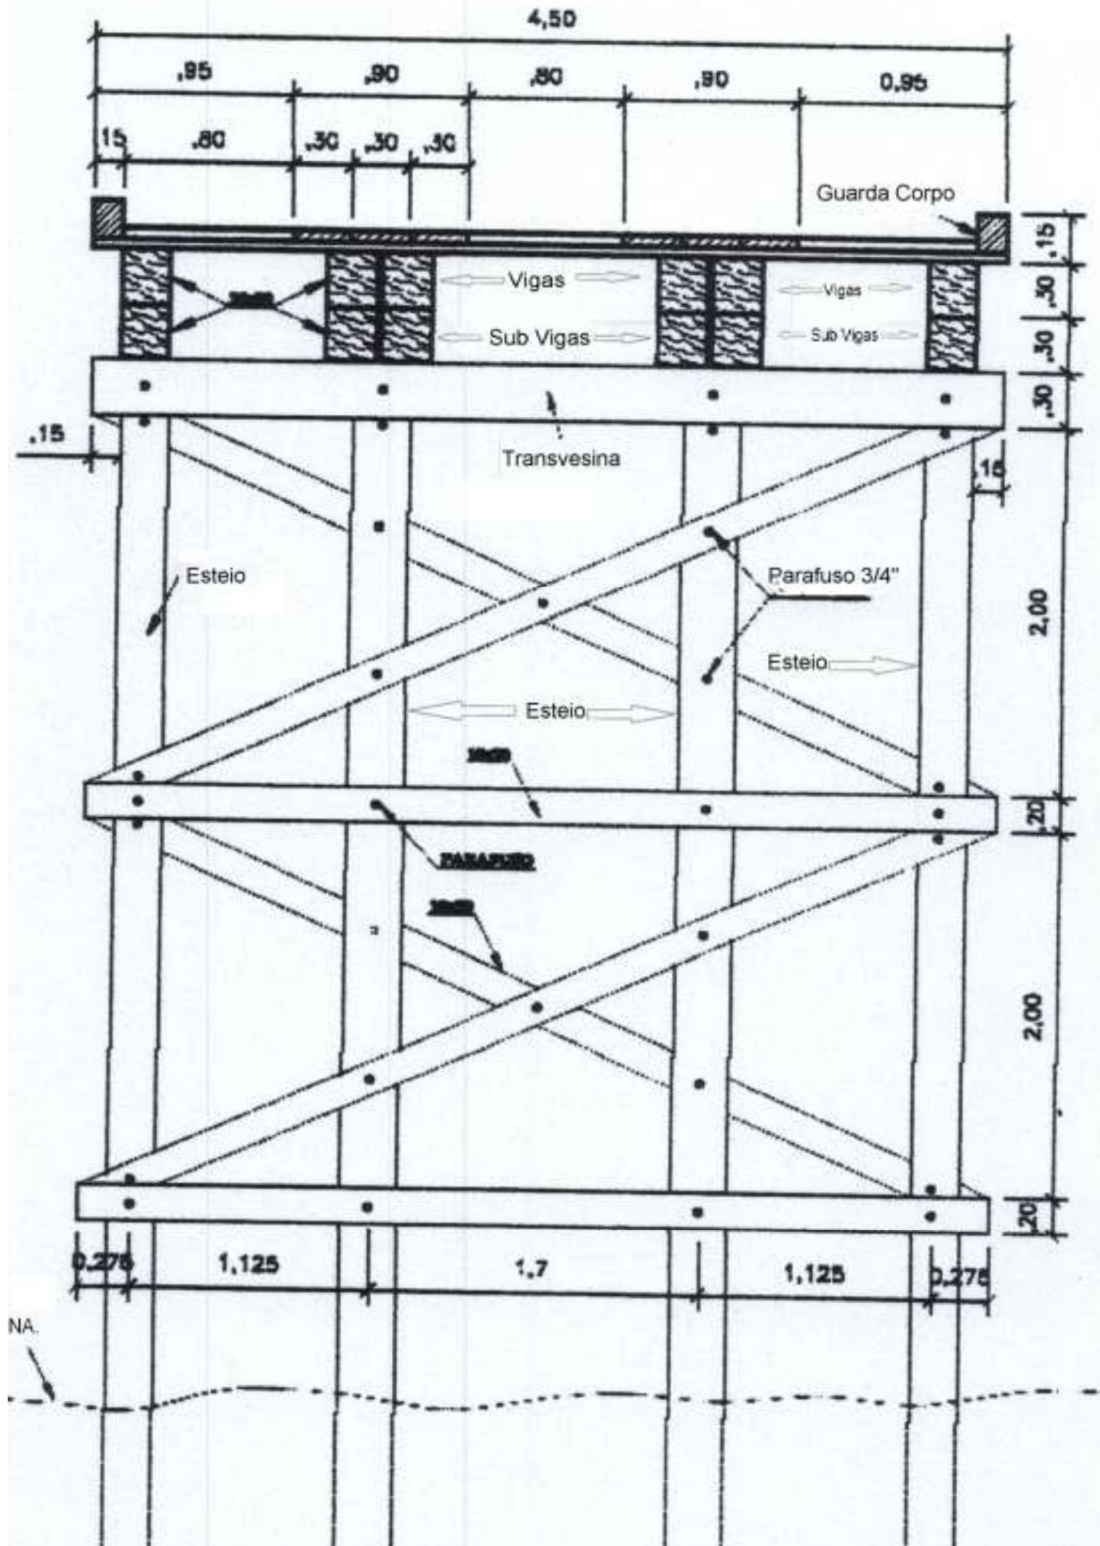 4,50
,95 ,90 ,80 ,90 0,95
15 ,80 ,30 ,30 ,30
Guarda Corpo
,15
Vigas Vigas
,30
Sub Vigas Sub Vigas
,30
,30
,15
Transvesina
,15
Esteio
Parafuso 3/4"
2,00
Esteio
Esteio
,20
PARAFUSO
2,00
,20
0,275 1,125 1,7 1,125 0,275
NA.